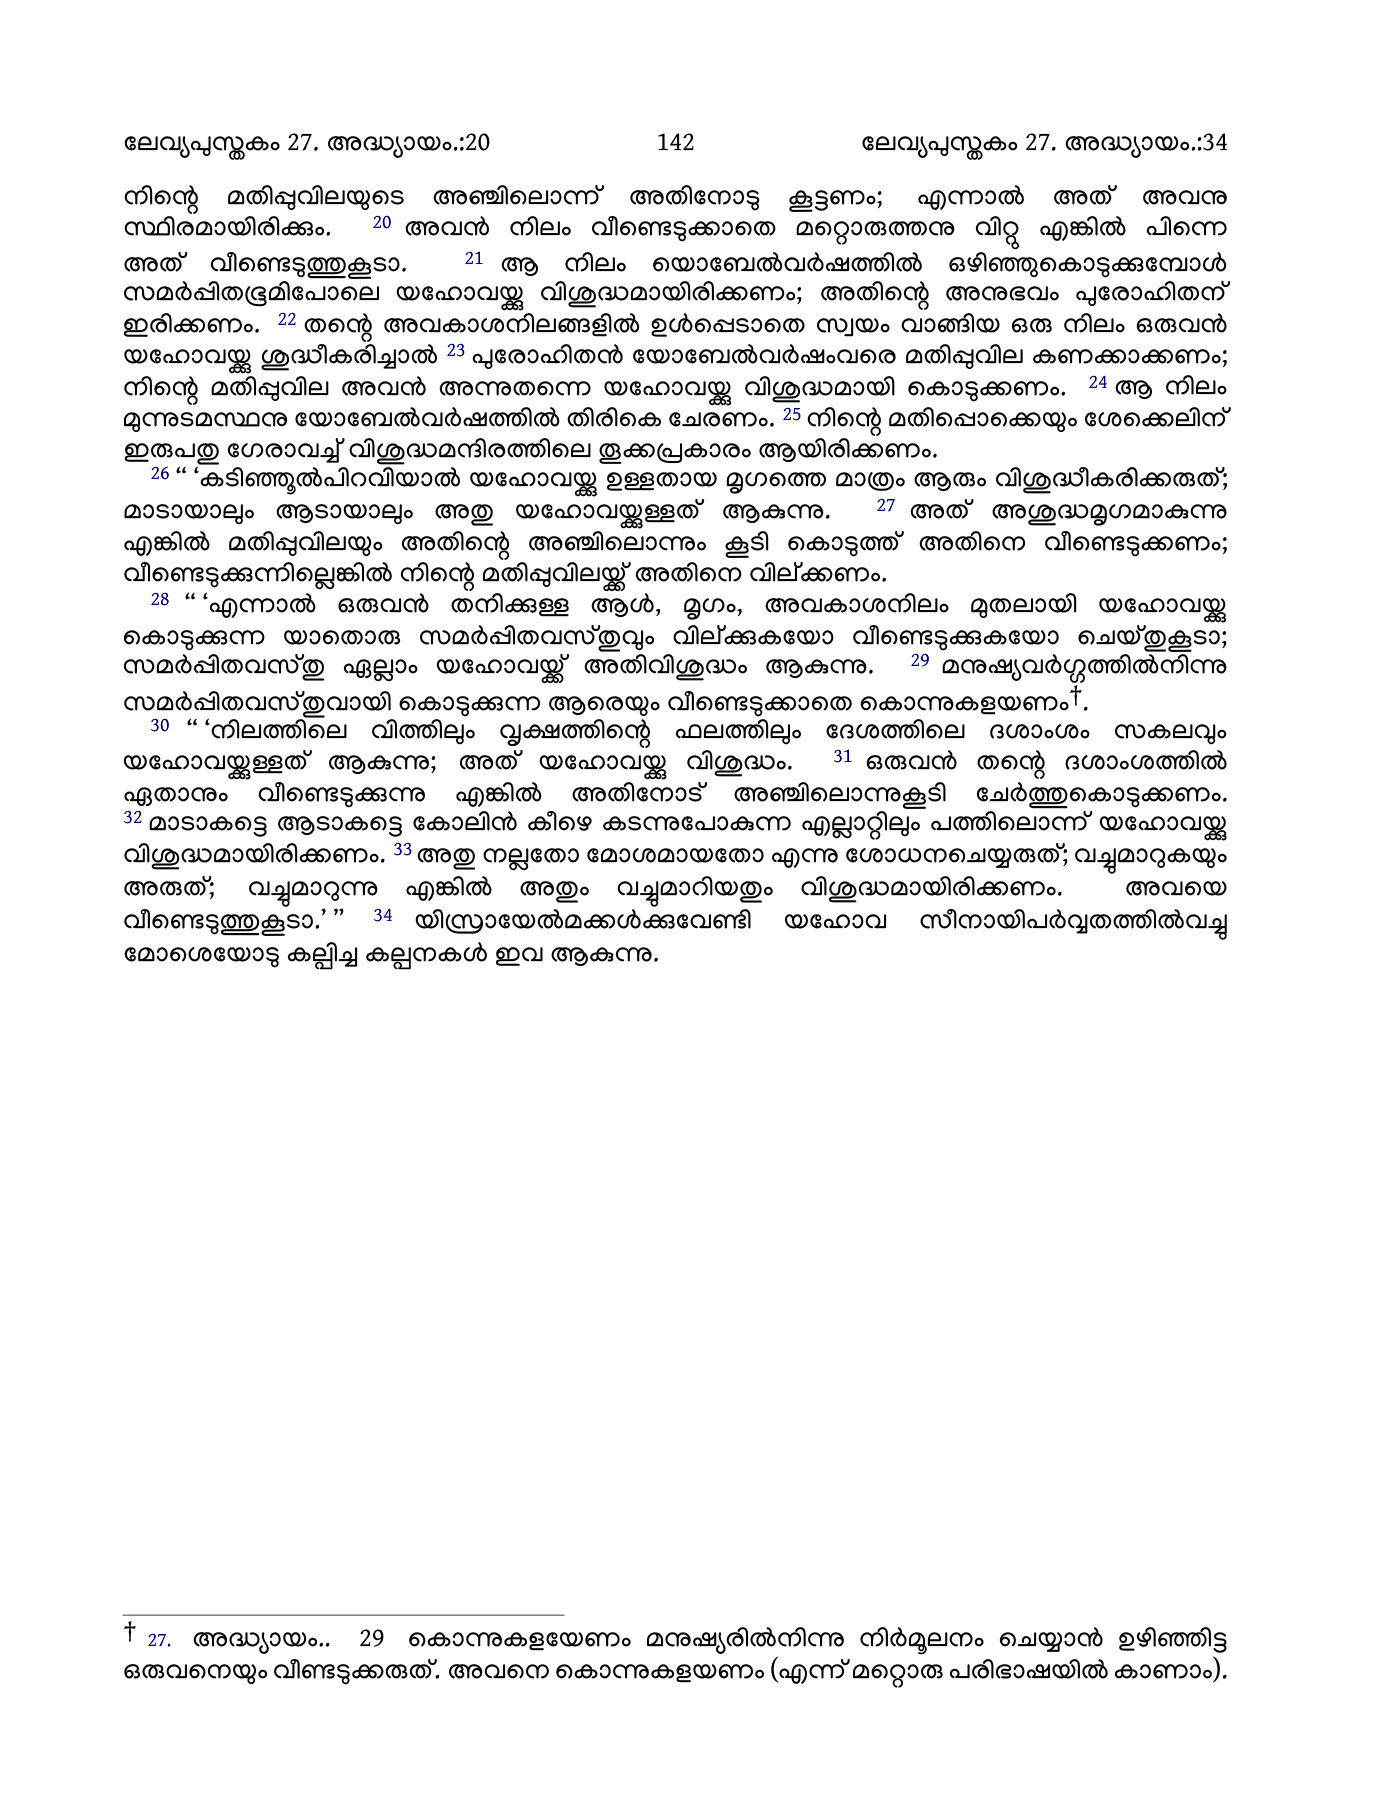 ലേവ്യപുസ്തകം 27. അദ്ധ്യായം.:20 142 ലേവ്യപുസ്തകം 27. അദ്ധ്യായം.:34
നിന്റെ മതിപ്പുവിലയുടെ അഞ്ചിലൊന്ന് അതിനോടു കൂട്ടണം; എന്നാൽ അത് അവനു
സ്ഥിരമായിരിക്കും. 20 അവൻ നിലം വീണ്ടെടുക്കാതെ മറ്റൊരുത്തനു വിറ്റു എങ്കിൽ പിന്നെ
അത് വീണ്ടെടുത്തുകൂടാ. 21 ആ നിലം യൊബേൽവർഷത്തിൽ ഒഴിഞ്ഞുകൊടുക്കുമ്പോൾ
സമർപ്പിതഭൂമിപോലെ യഹോവയ്ക്കു വിശുദ്ധമായിരിക്കണം; അതിന്റെ അനുഭവം പുരോഹിതന്
ഇരിക്കണം. 22 തന്റെ അവകാശനിലങ്ങളിൽ ഉൾപ്പെടാതെ സ്വയം വാങ്ങിയ ഒരു നിലം ഒരുവൻ
യഹോവയ്ക്കു ശുദ്ധീകരിച്ചാൽ 23 പുരോഹിതൻ യോബേൽവർഷംവരെ മതിപ്പുവില കണക്കാക്കണം;
നിന്റെ മതിപ്പുവില അവൻ അന്നുതന്നെ യഹോവയ്ക്കു വിശുദ്ധമായി കൊടുക്കണം. 24 ആ നിലം
മുന്നുടമസ്ഥനു യോബേൽവർഷത്തിൽ തിരികെ ചേരണം. 25 നിന്റെ മതിപ്പൊക്കെയും ശേക്കെലിന്
ഇരുപതു ഗേരാവച്ച് വിശുദ്ധമന്ദിരത്തിലെ തൂക്കപ്രകാരം ആയിരിക്കണം.
26 “ ‘കടിഞ്ഞൂൽപിറവിയാൽ യഹോവയ്ക്കു ഉള്ളതായ മൃഗത്തെ മാത്രം ആരും വിശുദ്ധീകരിക്കരുത്;
മാടായാലും ആടായാലും അതു യഹോവയ്ക്കുള്ളത് ആകുന്നു. 27 അത് അശുദ്ധമൃഗമാകുന്നു
എങ്കിൽ മതിപ്പുവിലയും അതിന്റെ അഞ്ചിലൊന്നും കൂടി കൊടുത്ത് അതിനെ വീണ്ടെടുക്കണം;
വീണ്ടെടുക്കുന്നില്ലെങ്കിൽ നിന്റെ മതിപ്പുവിലയ്ക്ക് അതിനെ വില്ക്കണം.
28 “ ‘എന്നാൽ ഒരുവൻ തനിക്കുള്ള ആൾ, മൃഗം, അവകാശനിലം മുതലായി യഹോവയ്ക്കു
കൊടുക്കുന്ന യാതൊരു സമർപ്പിതവസ്തുവും വില്ക്കുകയോ വീണ്ടെടുക്കുകയോ ചെയ്തുകൂടാ;
സമർപ്പിതവസ്തു ഏല്ലാം യഹോവയ്ക്ക് അതിവിശുദ്ധം ആകുന്നു. 29 മനുഷ്യവർഗ്ഗത്തിൽനിന്നു
സമർപ്പിതവസ്തുവായി കൊടുക്കുന്ന ആരെയും വീണ്ടെടുക്കാതെ കൊന്നുകളയണം†.
30 “ ‘നിലത്തിലെ വിത്തിലും വൃക്ഷത്തിന്റെ ഫലത്തിലും ദേശത്തിലെ ദശാംശം സകലവും
യഹോവയ്ക്കുള്ളത് ആകുന്നു; അത് യഹോവയ്ക്കു വിശുദ്ധം. 31 ഒരുവൻ തന്റെ ദശാംശത്തിൽ
ഏതാനും വീണ്ടെടുക്കുന്നു എങ്കിൽ അതിനോട് അഞ്ചിലൊന്നുകൂടി ചേർത്തുകൊടുക്കണം.
32 മാടാകട്ടെ ആടാകട്ടെ കോലിൻ കീഴെ കടന്നുപോകുന്ന എല്ലാറ്റിലും പത്തിലൊന്ന് യഹോവയ്ക്കു
വിശുദ്ധമായിരിക്കണം. 33 അതു നല്ലതോ മോശമായതോ എന്നു ശോധനചെയ്യരുത്; വച്ചുമാറുകയും
അരുത്; വച്ചുമാറുന്നു എങ്കിൽ അതും വച്ചുമാറിയതും വിശുദ്ധമായിരിക്കണം. അവയെ
വീണ്ടെടുത്തുകൂടാ.’ ” 34 യിസ്രായേൽമക്കൾക്കുവേണ്ടി യഹോവ സീനായിപർവ്വതത്തിൽവച്ചു
മോശെയോടു കല്പിച്ച കല്പനകൾ ഇവ ആകുന്നു.
† 27. അദ്ധ്യായം.. 29 കൊന്നുകളയേണം മനുഷ്യരിൽനിന്നു നിർമൂലനം ചെയ്യാൻ ഉഴിഞ്ഞിട്ട
ഒരുവനെയും വീണ്ടടുക്കരുത്. അവനെ കൊന്നുകളയണം (എന്ന് മറ്റൊരു പരിഭാഷയിൽ കാണാം).